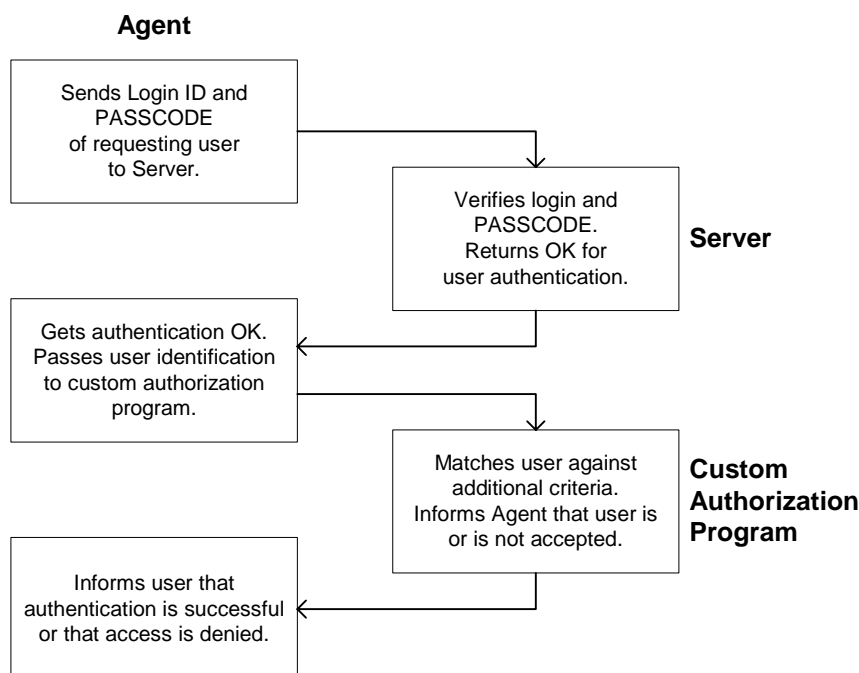 Agent
Sends Login ID and
PASSCODE
of requesting user
to Server.
Verifies login and
PASSCODE.
Returns OK for
user authentication.
Server
Gets authentication OK.
Passes user identification
to custom authorization
program.
Matches user against
additional criteria.
Informs Agent that user is
or is not accepted.
Custom
Authorization
Program
Informs user that
authentication is successful
or that access is denied.